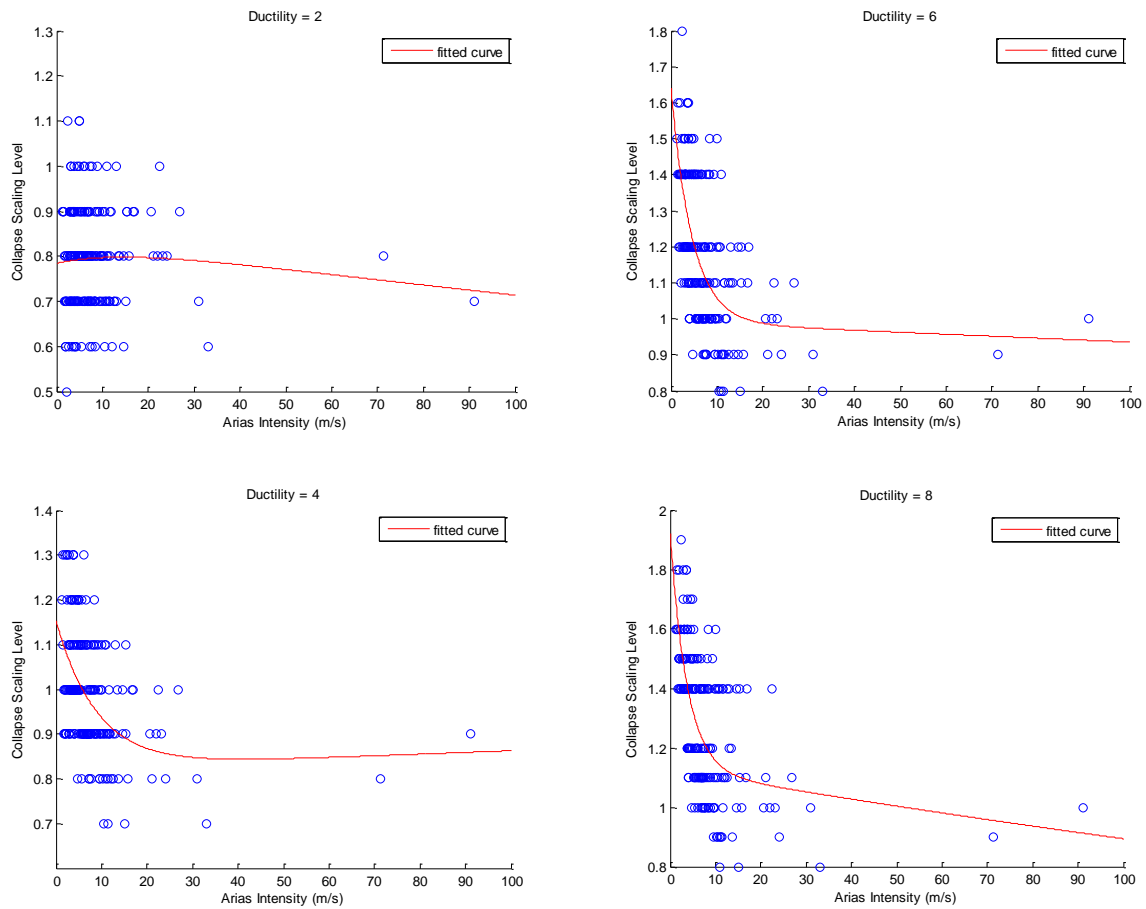 Ductility = 2
1.3
1.2
1.1
1
0.9
0.8
0.7
0.6
0.5
Collapse Scaling Level
0 10 20 30 40 50 60 70 80 90 100
Arias Intensity (m/s)
fitted curve
Ductility = 6
1.8
1.7
1.6
1.5
1.4
1.3
1.2
1.1
1
0.9
0.8
Collapse Scaling Level
0 10 20 30 40 50 60 70 80 90 100
Arias Intensity (m/s)
fitted curve
Ductility = 4
1.4
1.3
1.2
1.1
1
0.9
0.8
0.7
Collapse Scaling Level
0 10 20 30 40 50 60 70 80 90 100
Arias Intensity (m/s)
fitted curve
Ductility = 8
2
1.8
1.6
1.4
1.2
1
0.8
Collapse Scaling Level
0 10 20 30 40 50 60 70 80 90 100
Arias Intensity (m/s)
fitted curve